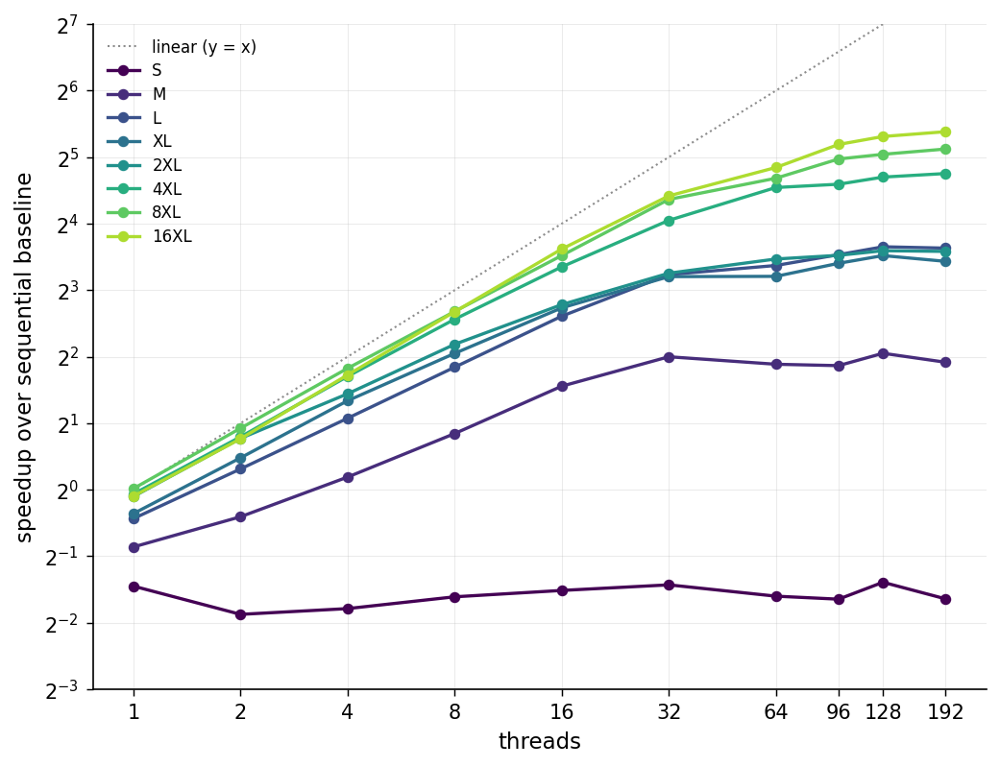 speedup over sequential baseline
2^7
2^6
2^5
2^4
2^3
2^2
2^1
2^0
2^−1
2^−2
2^−3
linear (y = x)
S
M
L
XL
2XL
4XL
8XL
16XL
1 2 4 8 16 32 64 96 128 192
threads